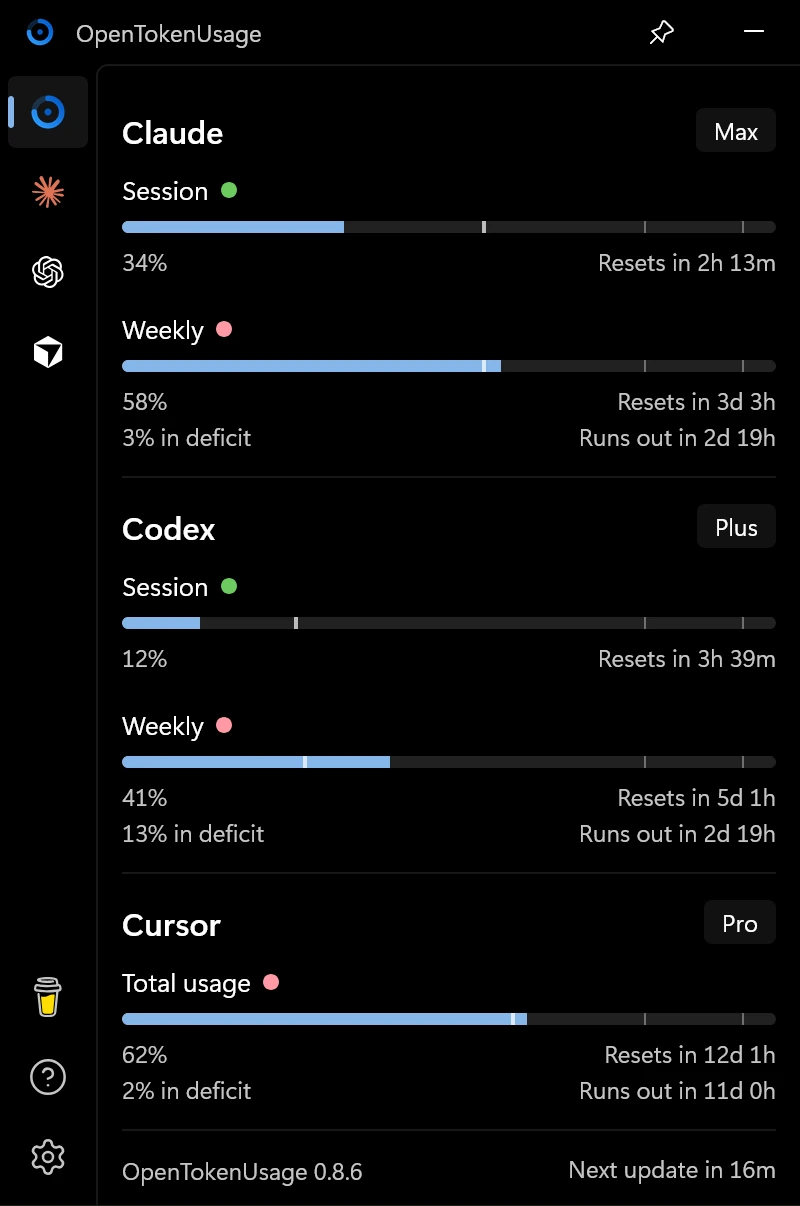 OpenTokenUsage
Claude
Max
Session
34%
Resets in 2h 13m
Weekly
58%
Resets in 3d 3h
3% in deficit
Runs out in 2d 19h
Codex
Plus
Session
12%
Resets in 3h 39m
Weekly
41%
Resets in 5d 1h
13% in deficit
Runs out in 2d 19h
Cursor
Pro
Total usage
62%
Resets in 12d 1h
2% in deficit
Runs out in 11d 0h
OpenTokenUsage 0.8.6
Next update in 16m